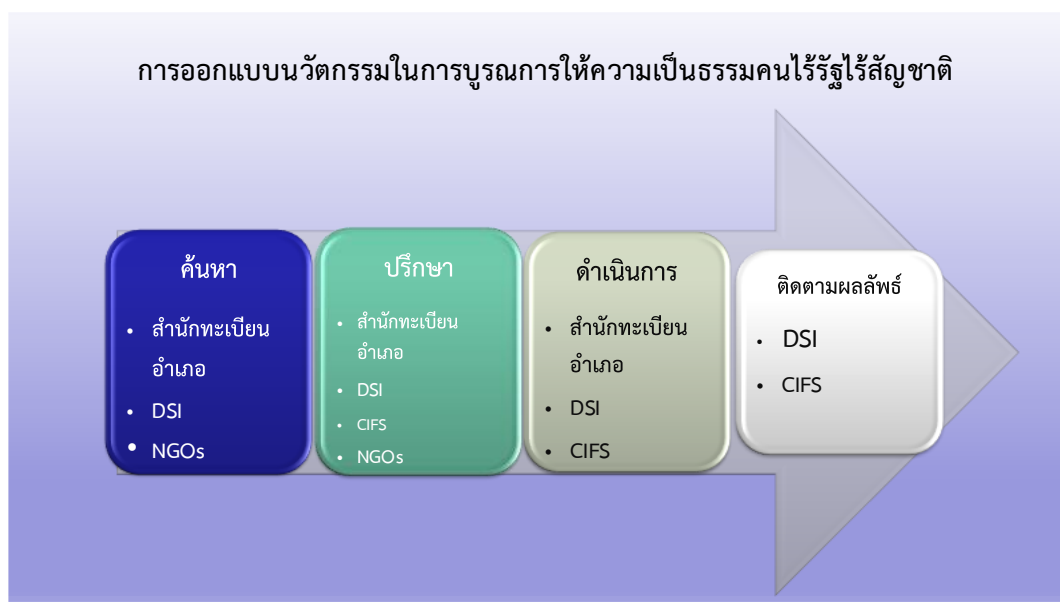 การออกแบบนวัตกรรมในการบูรณการให้ความเป็นธรรมคนไร้รัฐไร้สัญชาติ
ค้นหา
• สำนักทะเบียน
อำเภอ
• DSI
• NGOs
ปรึกษา
• สำนักทะเบียน
อำเภอ
• DSI
• CIFS
• NGOs
ดำเนินการ
• สำนักทะเบียน
อำเภอ
• DSI
• CIFS
ติดตามผลลัพธ์
• DSI
• CIFS